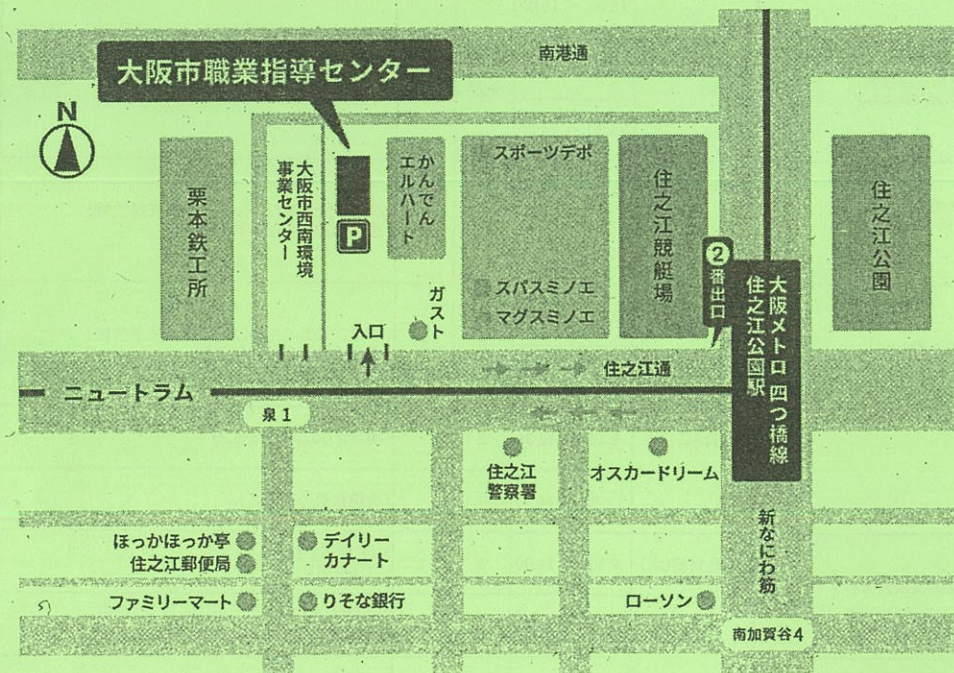 南港通
大阪市職業指導センター
N
栗本鉄工所
大阪市西南環境
事業センター
P
かんでん
エルハート
スポーツデポ
スパスミノエ
マグスミノエ
住之江競艇場
住之江公園
2
番出口
大阪メトロ 四つ橋線
住之江公園駅
ガスト
入口
住之江通
ニュートラム
泉1
住之江
警察署
オスカードリーム
新なにわ筋
ほっかほっか亭
住之江郵便局
デイリー
カナート
ファミリーマート
りそな銀行
ローソン
南加賀谷4